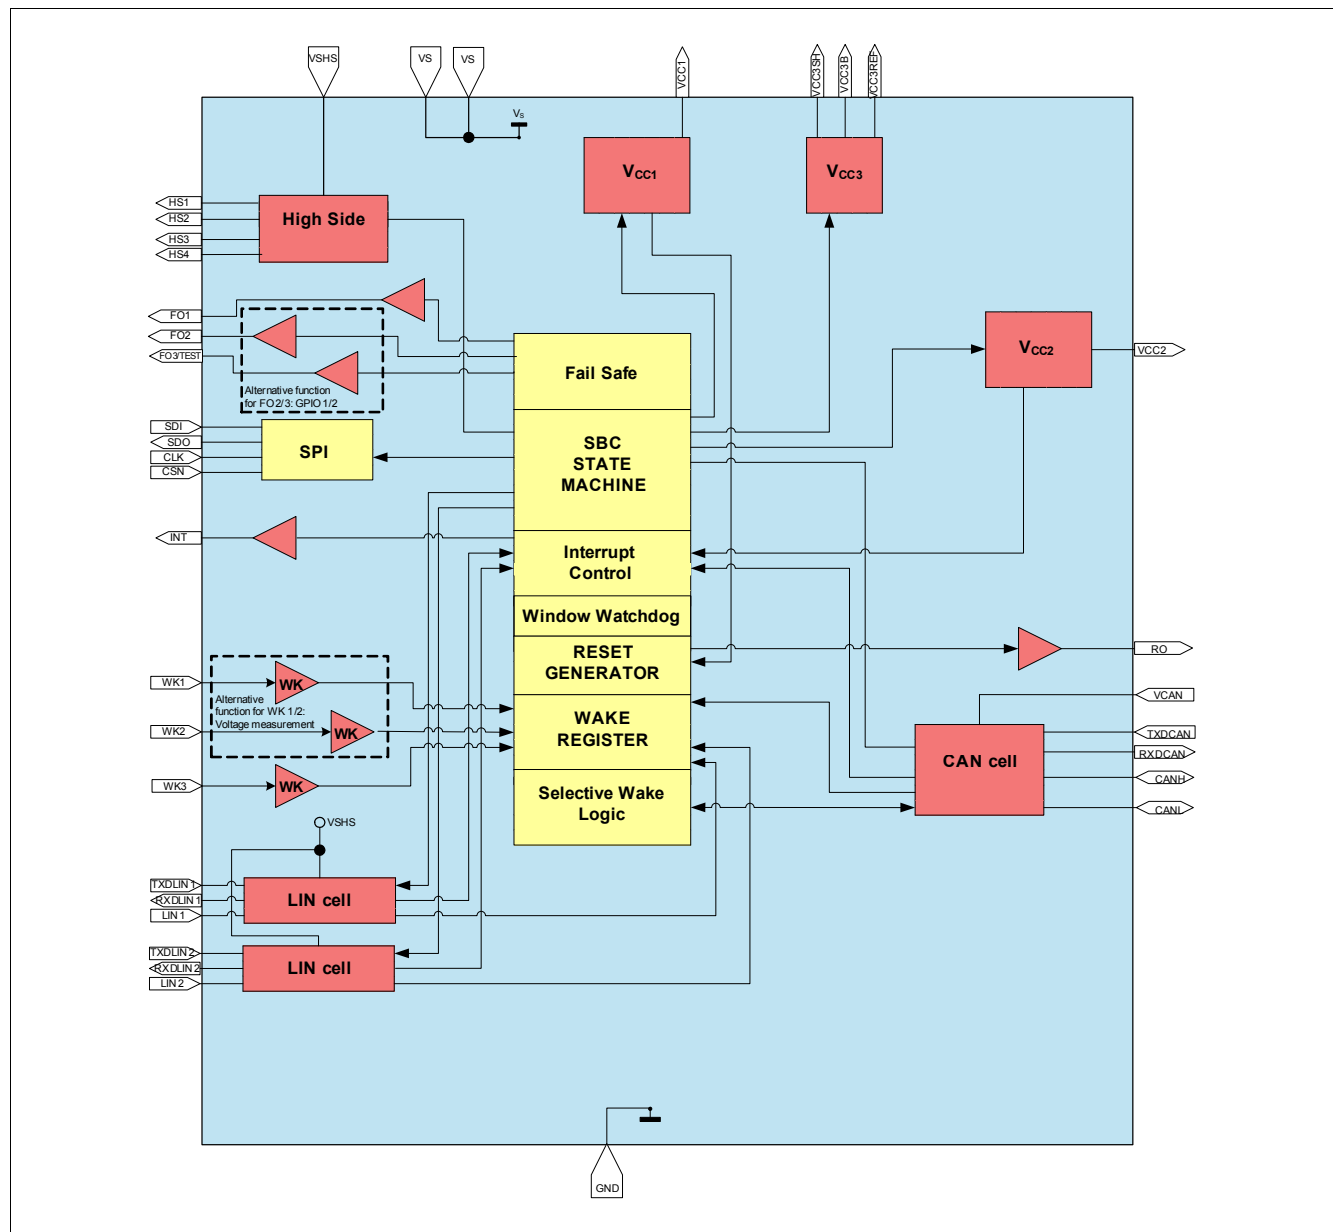 VSHS
VS
VS
VCC1
VCC3SH
VCC3B
VCC3REF
VS
VCC1
VCC3
HS1
HS2
HS3
HS4
High Side
FO1
FO2
FO3/TEST
Alternative function
for FO2/3: GPIO1/2
Fail Safe
VCC2
VCC2
SDI
SDO
CLK
CSN
SPI
SBC
STATE
MACHINE
INT
Interrupt
Control
Window Watchdog
RESET
GENERATOR
RO
WK1
WK
Alternative
function for WK 1/2:
Voltage measurement
WK2
WK
WK3
WK
WAKE
REGISTER
Selective Wake
Logic
VCAN
TXDCAN
RXDCAN
CANH
CANL
CAN cell
VSHS
TXDLIN1
RXDLIN1
LIN1
LIN cell
TXDLIN2
RXDLIN2
LIN2
LIN cell
GND